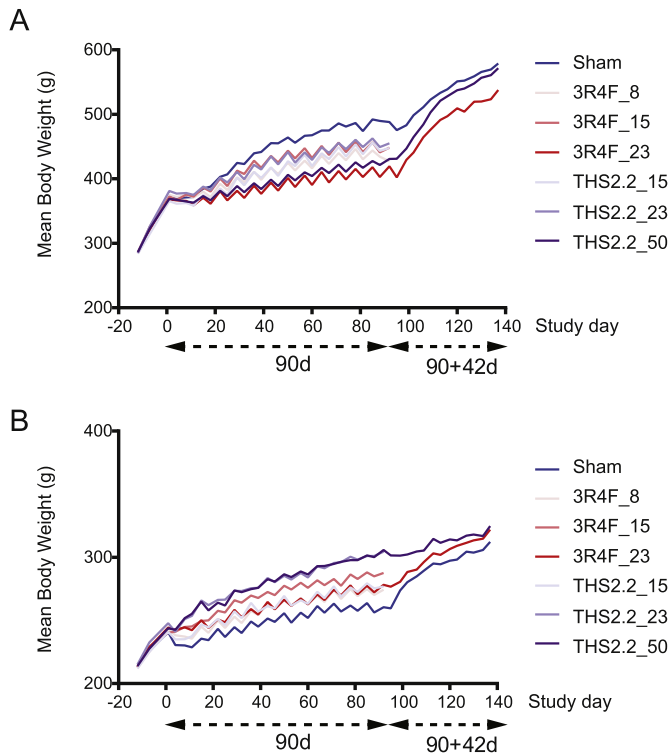 A
Mean Body Weight (g)
600
500
400
300
200
-20 0 20 40 60 80 100 120 140
Study day
90d
90+42d
Sham
3R4F_8
3R4F_15
3R4F_23
THS2.2_15
THS2.2_23
THS2.2_50
B
Mean Body Weight (g)
400
300
200
-20 0 20 40 60 80 100 120 140
Study day
90d
90+42d
Sham
3R4F_8
3R4F_15
3R4F_23
THS2.2_15
THS2.2_23
THS2.2_50